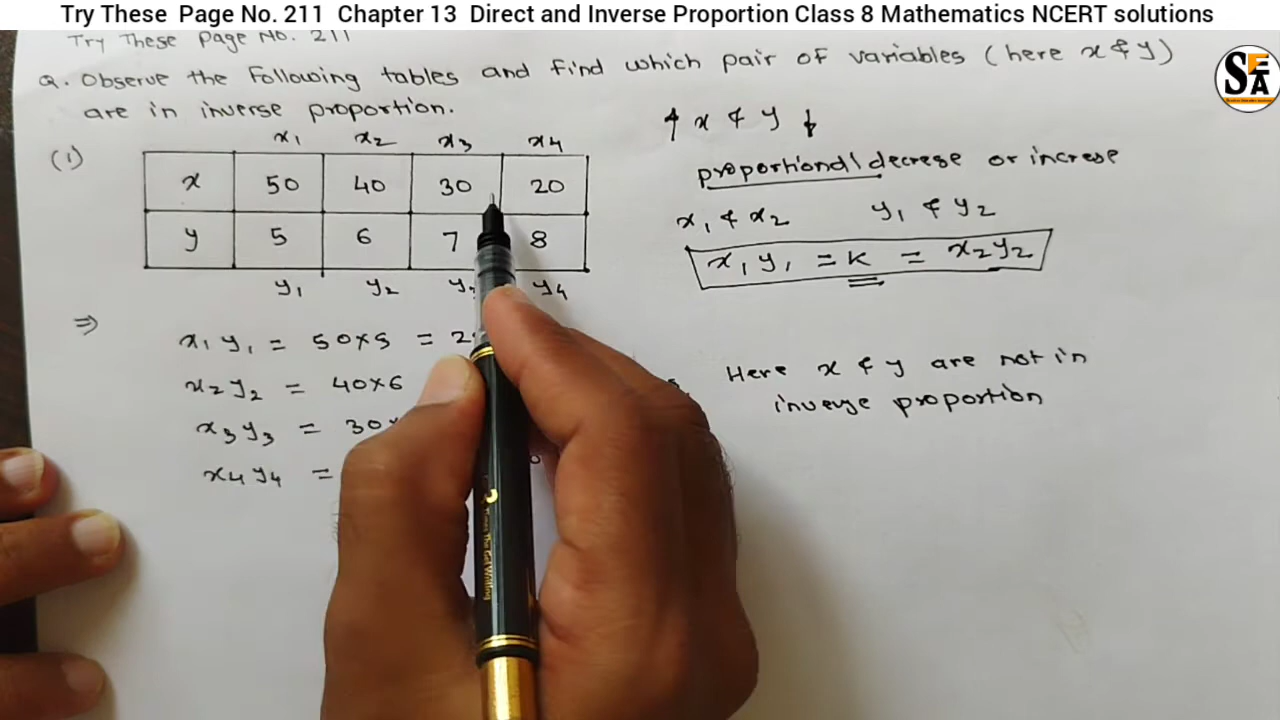 Try These Page No. 211 Chapter 13 Direct and Inverse Proportion Class 8 Mathematics NCERT solutions
Try These Page No. 211
Q. Observe the Following tables and find which pair of variables (here x & y)
are in inverse proportion.
SFEA
↑ x & y ↓
proportional decrese or increse
x₁ & x₂ y₁ & y₂
x₁y₁ = K = x₂y₂
(1)
x₁ x₂ x₃ x₄
x 50 40 30 20
y 5 6 7 8
y₁ y₂ y₃ y₄
⇒
x₁y₁ = 50×5 = 2
x₂y₂ = 40×6
x₃y₃ = 30
x₄y₄ =
Here x & y are not in
inverse proportion